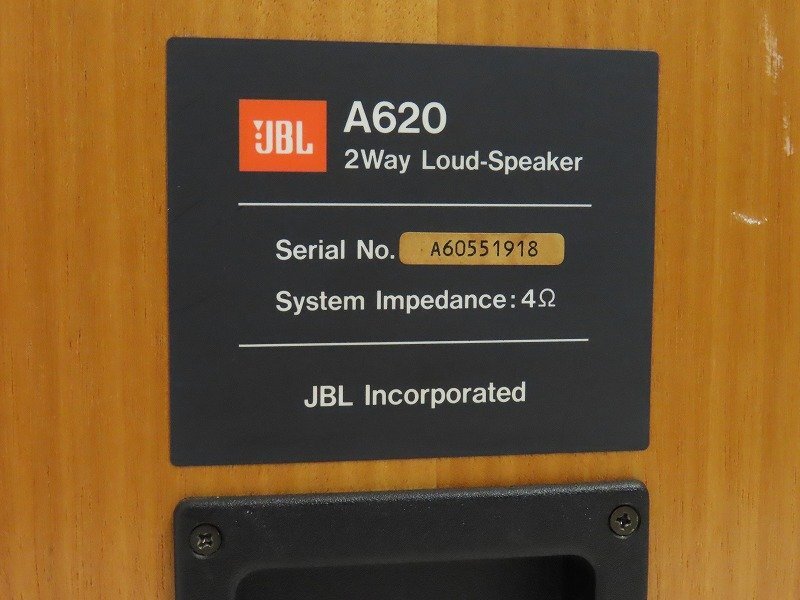 JBL
A620
2Way Loud-Speaker
Serial No. A60551918
System Impedance: 4Ω
JBL Incorporated